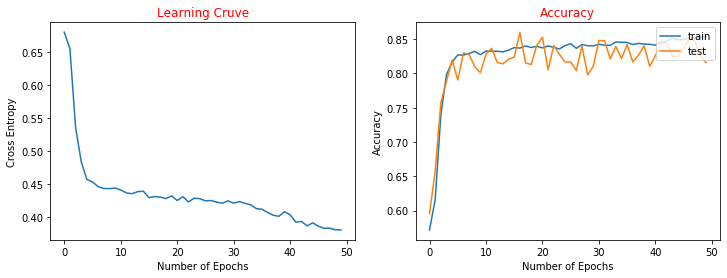 Learning Cruve
Cross Entropy
0.65
0.60
0.55
0.50
0.45
0.40
0 10 20 30 40 50
Number of Epochs
Accuracy
Accuracy
0.85
0.80
0.75
0.70
0.65
0.60
0 10 20 30 40 50
Number of Epochs
train
test